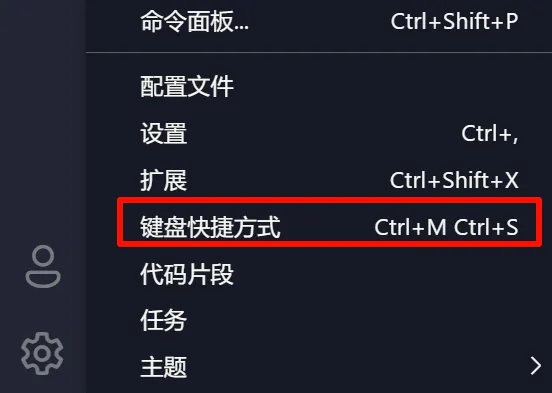 命令面板... Ctrl+Shift+P
配置文件
设置 Ctrl+,
扩展 Ctrl+Shift+X
键盘快捷方式 Ctrl+M Ctrl+S
代码片段
任务
主题